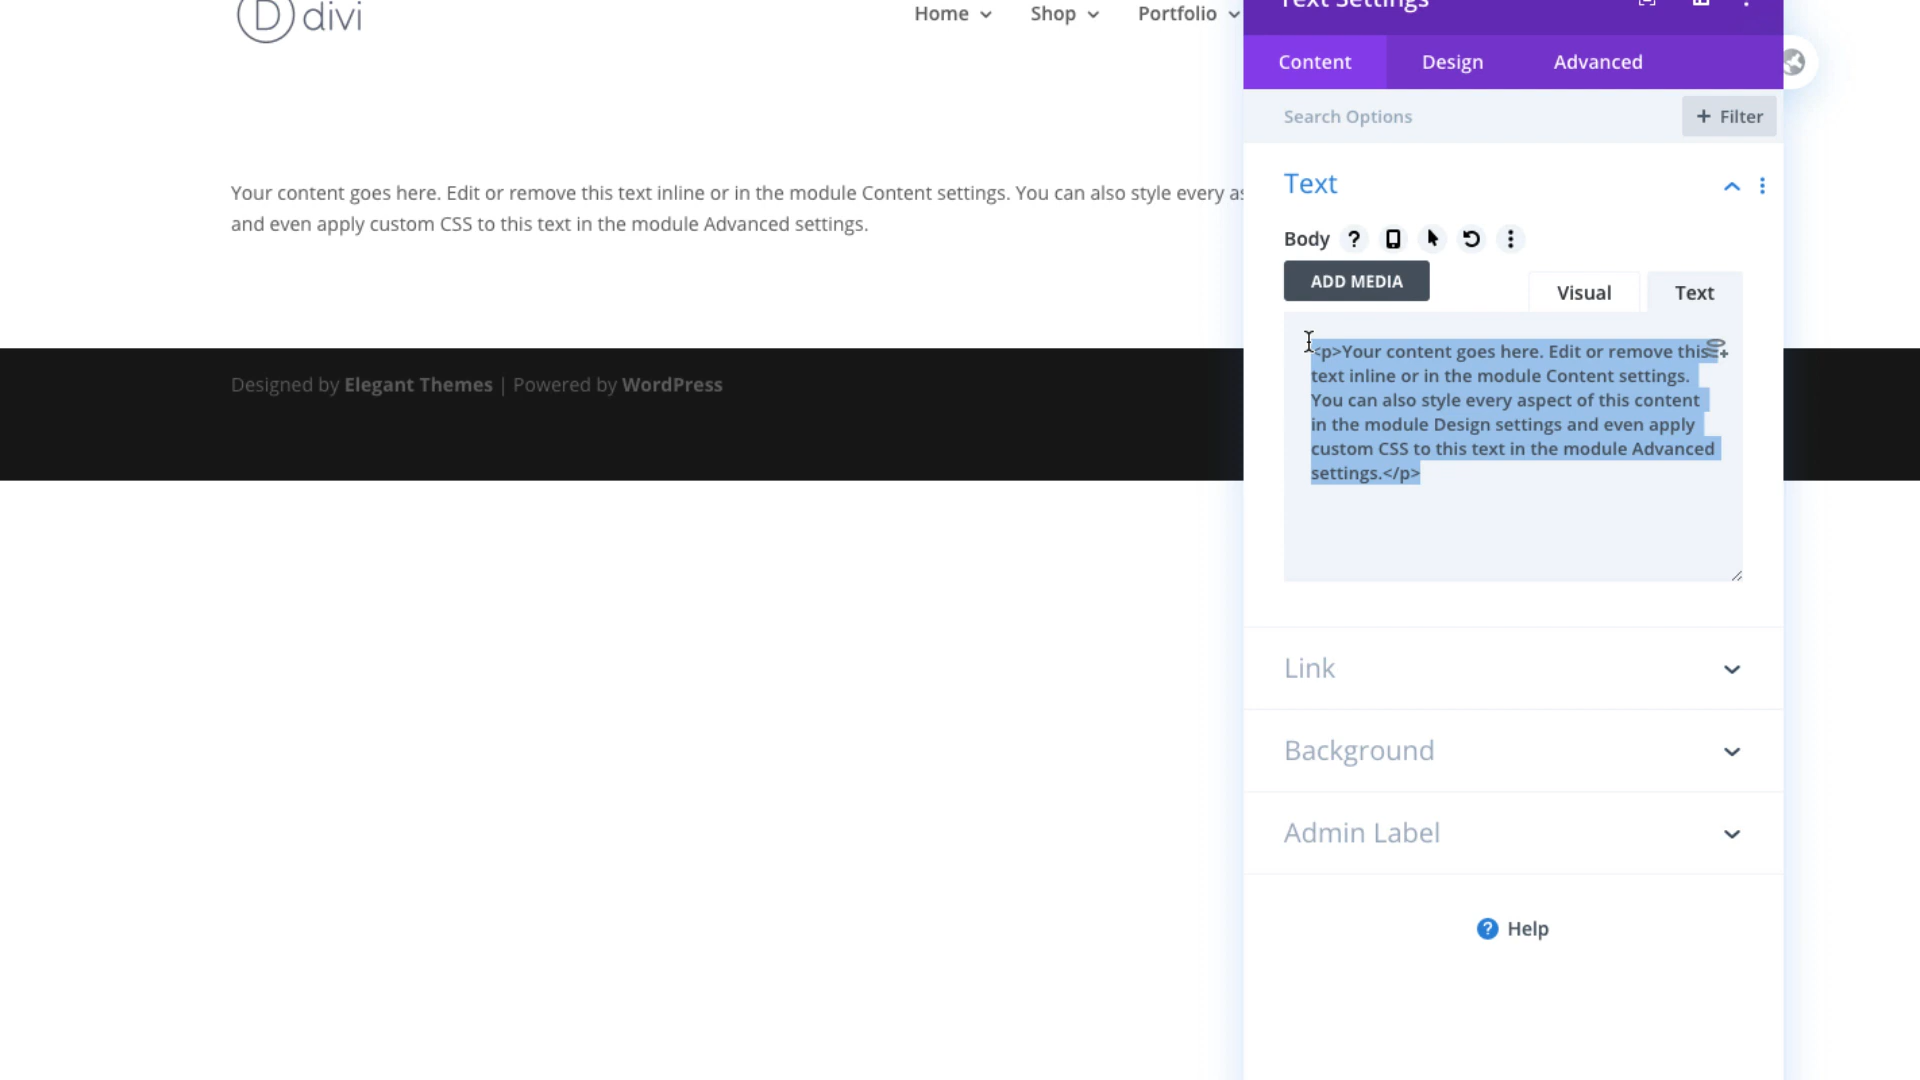 divi
Home
Shop
Portfolio
Text Settings
Content
Design
Advanced
Search Options
+ Filter
Text
Body
ADD MEDIA
Visual
Text
<p>Your content goes here. Edit or remove this
text inline or in the module Content settings.
You can also style every aspect of this content
in the module Design settings and even apply
custom CSS to this text in the module Advanced
settings.</p>
Link
Background
Admin Label
? Help
Your content goes here. Edit or remove this text inline or in the module Content settings. You can also style every
and even apply custom CSS to this text in the module Advanced settings.
Designed by Elegant Themes | Powered by WordPress